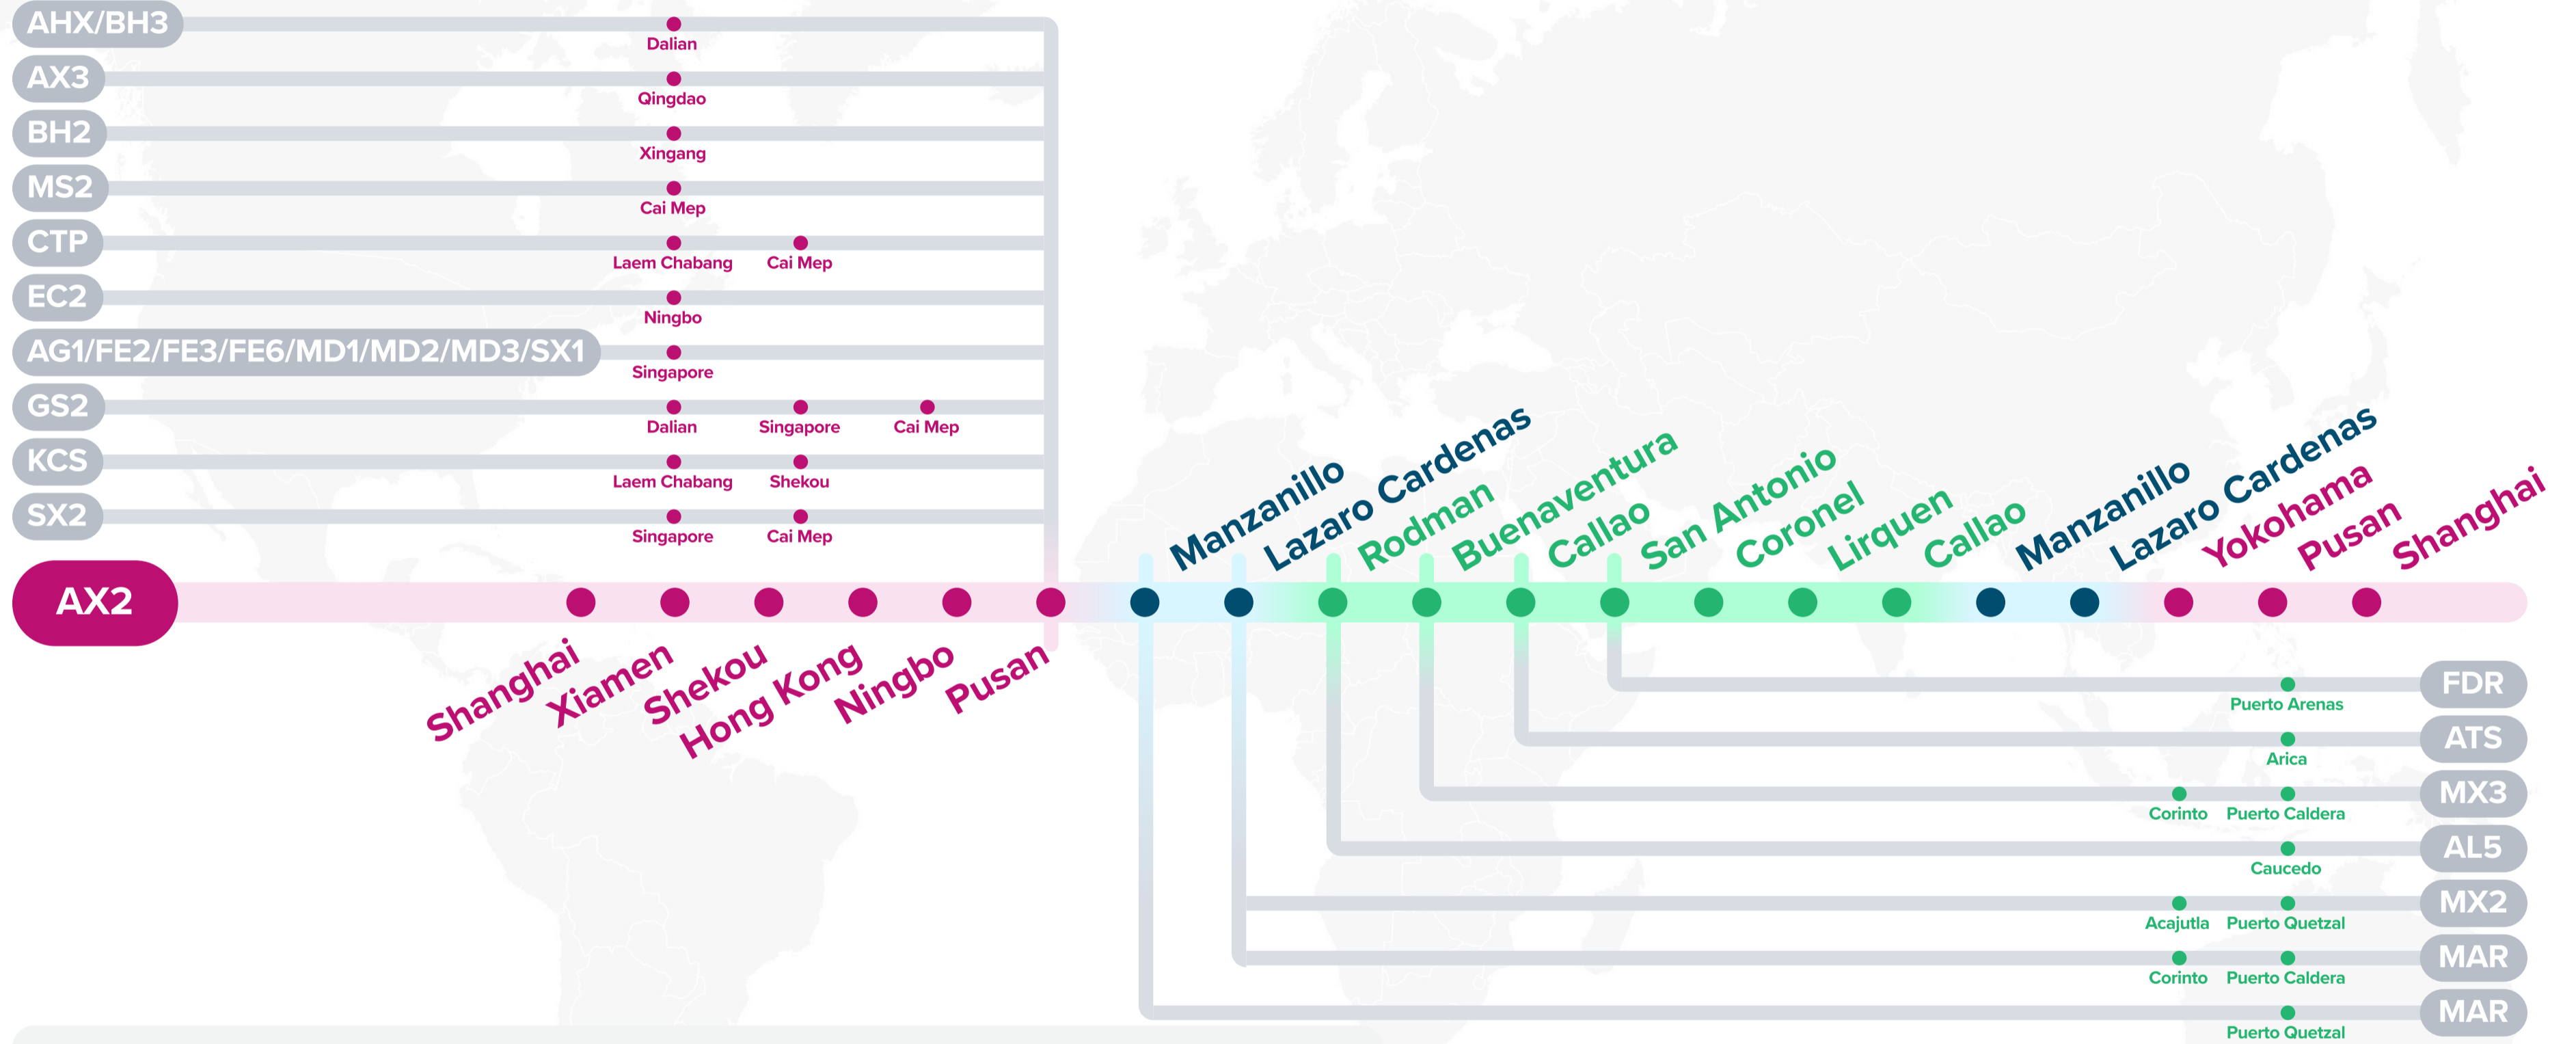 AHX/BH3
Dalian
AX3
Qingdao
BH2
Xingang
MS2
Cai Mep
CTP
Laem Chabang Cai Mep
EC2
Ningbo
AG1/FE2/FE3/FE6/MD1/MD2/MD3/SX1
Singapore
GS2
Dalian Singapore Cai Mep
KCS
Laem Chabang Shekou
SX2
Singapore Cai Mep
AX2
Shanghai
Xiamen
Shekou
Hong Kong
Ningbo
Pusan
Manzanillo
Lazaro Cardenas
Rodman
Buenaventura
Callao
San Antonio
Coronel
Lirquen
Callao
Manzanillo
Lazaro Cardenas
Yokohama
Pusan
Shanghai
FDR
Puerto Arenas
ATS
Arica
MX3
Corinto Puerto Caldera
AL5
Caucedo
MX2
Acajutla Puerto Quetzal
MAR
Corinto Puerto Caldera
MAR
Puerto Quetzal